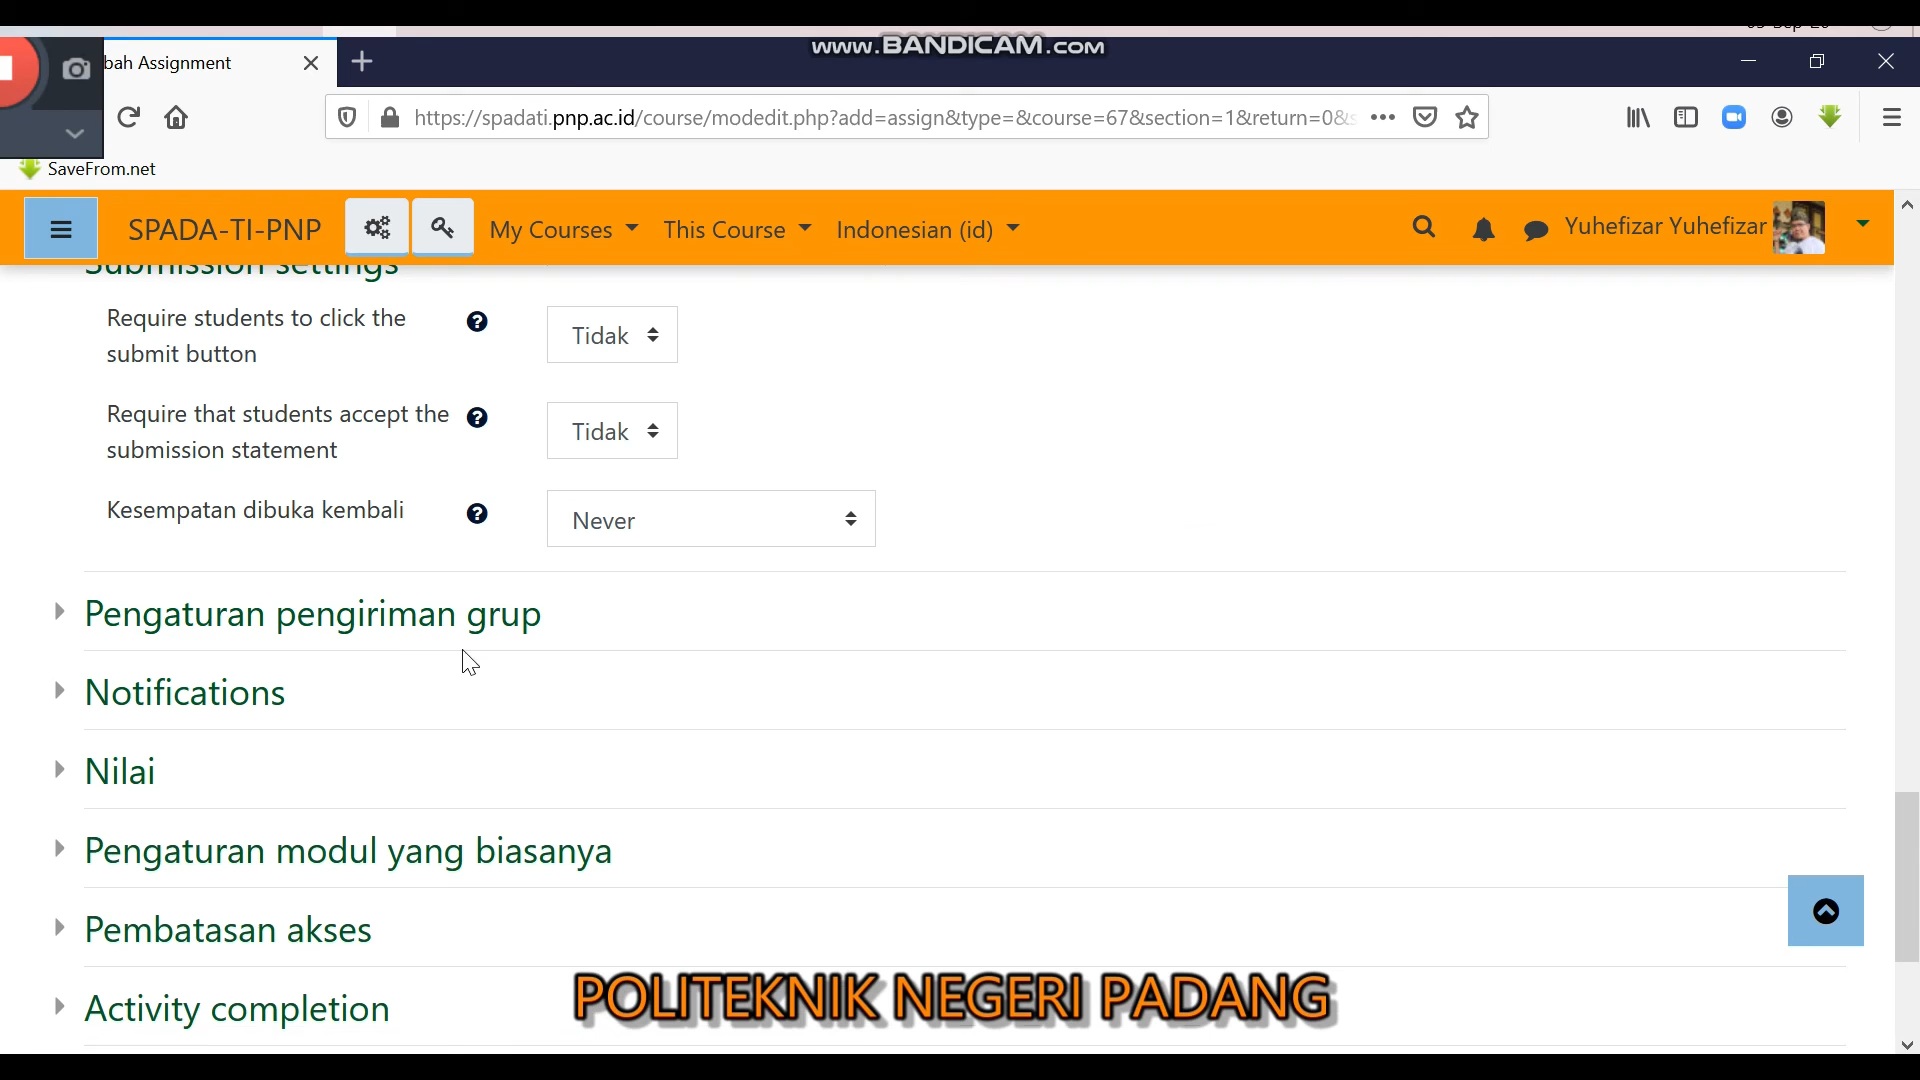 www.BANDICAM.com
bah Assignment
https://spadati.pnp.ac.id/course/modedit.php?add=assign&type=&course=67&section=1&return=0&s
SaveFrom.net
SPADA-TI-PNP
My Courses
This Course
Indonesian (id)
Yuhefizar Yuhefizar
Submission settings
Require students to click the
submit button
Tidak
Require that students accept the
submission statement
Tidak
Kesempatan dibuka kembali
Never
Pengaturan pengiriman grup
Notifications
Nilai
Pengaturan modul yang biasanya
Pembatasan akses
Activity completion
POLITEKNIK NEGERI PADANG